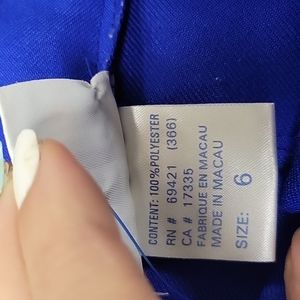 CONTENT: 100% POLYESTER
RN # 69421 (366)
CA # 17335
FABRIQUE EN MACAU
MADE IN MACAU
SIZE: 6